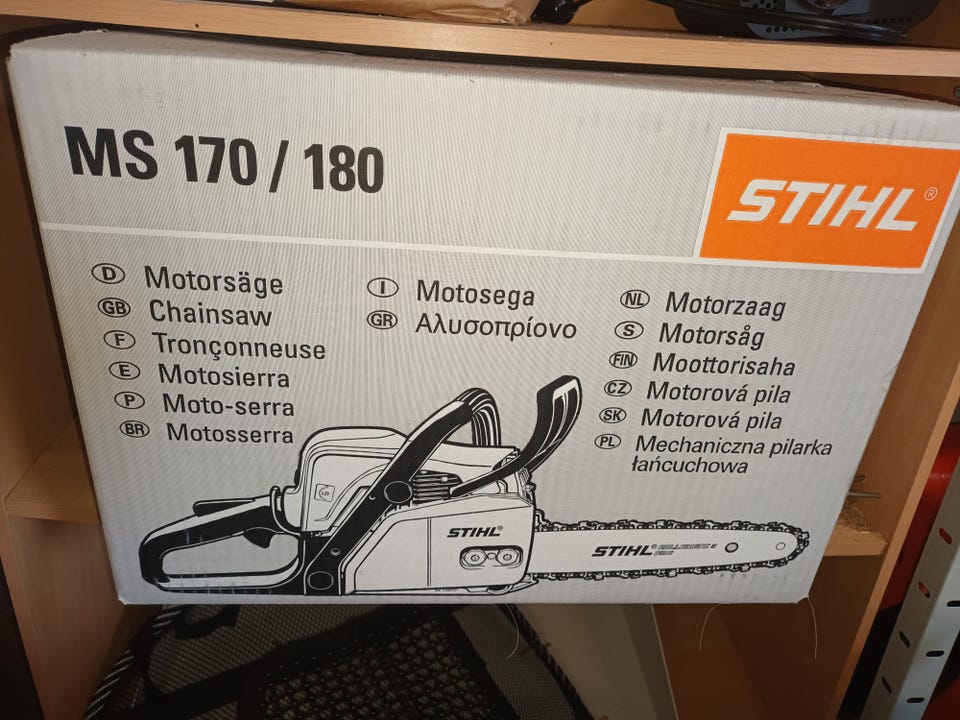 MS 170 / 180
STIHL®
D Motorsäge
GB Chainsaw
F Tronçonneuse
E Motosierra
P Moto-serra
BR Motosserra
I Motosega
GR Αλυσοπρίονο
NL Motorzaag
S Motorsåg
FIN Moottorisaha
CZ Motorová pila
SK Motorová pila
PL Mechaniczna pilarka
łańcuchowa
STIHL®
STIHL®